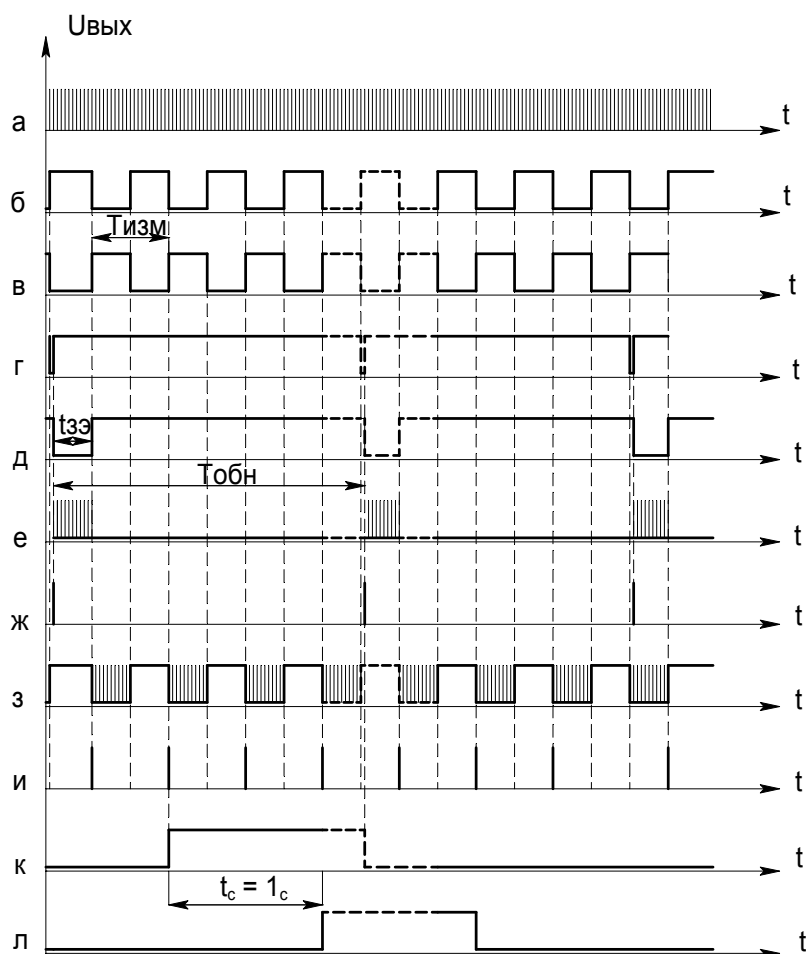 Uвых
а t
б t
Тизм
в t
г t
tзэ
д t
Тобн
е t
ж t
з t
и t
к t
tс = 1с
л t